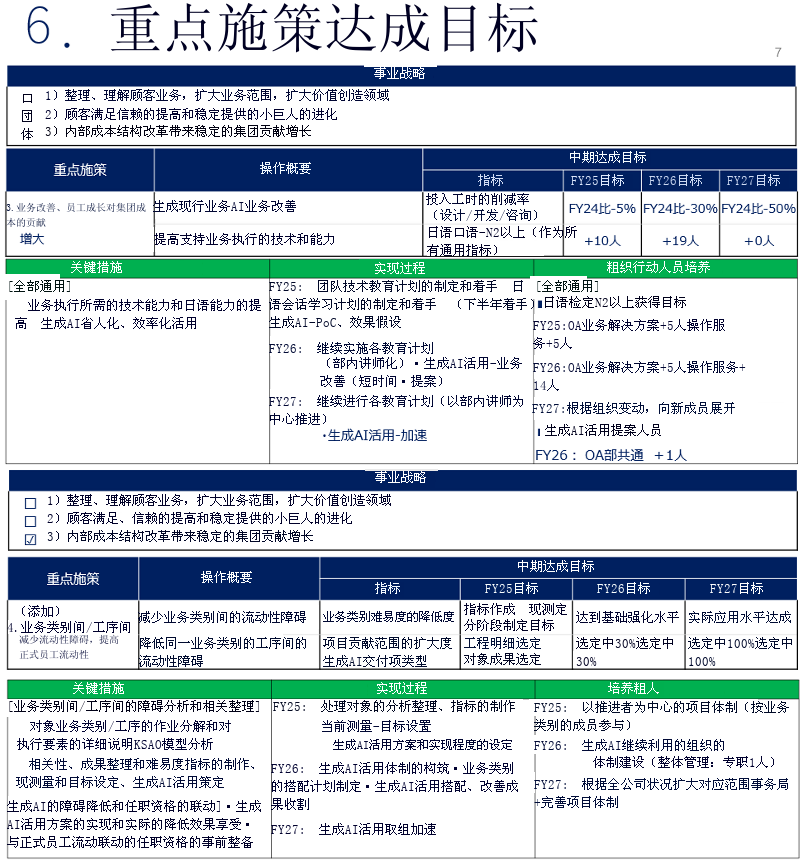 6. 重点施策达成目标
7
事业战略
口 1）整理、理解顾客业务，扩大业务范围，扩大价值创造领域
团 2）顾客满足信赖的提高和稳定提供的小巨人的进化
体 3）内部成本结构改革带来稳定的集团贡献增长
重点施策 操作概要 中期达成目标
指标 FY25目标 FY26目标 FY27目标
3.业务改善、员工成长对集团成
本的贡献
增大
生成现行业务AI业务改善
投入工时的削减率
（设计/开发/咨询）
FY24比-5% FY24比-30% FY24比-50%
提高支持业务执行的技术和能力
日语口语-N2以上（作为所
有通用指标）
+10人 +19人 +0人
关键措施 实现过程 组织行动人员培养
[全部通用]
业务执行所需的技术能力和日语能力的提
高 生成AI省人化、效率化活用
FY25: 团队技术教育计划的制定和着手 日
语会话学习计划的制定和着手 （下半年着手）
生成AI-PoC、效果假设
FY26: 继续实施各教育计划
（部内讲师化）·生成AI活用-业务
改善（短时间·提案）
FY27: 继续进行各教育计划（以部内讲师为
中心推进）
·生成AI活用-加速
[全部通用]
日语检定N2以上获得目标
FY25:OA业务解决方案+5人操作服
务+5人
FY26:OA业务解决方案+5人操作服务+
14人
FY27:根据组织变动，向新成员展开
生成AI活用提案人员
FY26： OA部共通 ＋1人
事业战略
☐ 1）整理、理解顾客业务，扩大业务范围，扩大价值创造领域
☐ 2）顾客满足、信赖的提高和稳定提供的小巨人的进化
☑ 3）内部成本结构改革带来稳定的集团贡献增长
重点施策 操作概要 中期达成目标
指标 FY25目标 FY26目标 FY27目标
（添加）
4.业务类别间/工序间
减少流动性障碍，提高
正式员工流动性
减少业务类别间的流动性障碍
业务类别难易度的降低度
指标作成 现测定
分阶段制定目标
达到基础强化水平
实际应用水平达成
降低同一业务类别的工序间的
流动性障碍
项目贡献范围的扩大度
生成AI交付项类型
工程明细选定
对象成果选定
选定中30%选定中
30%
选定中100%选定中
100%
关键措施 实现过程 培养粗人
[业务类别间/工序间的障碍分析和相关整理]
对象业务类别/工序的作业分解和对
执行要素的详细说明KSAO模型分析
相关性、成果整理和难易度指标的制作、
现测量和目标设定、生成AI活用策定
生成AI的障碍降低和任职资格的联动]·生成
AI活用方案的实现和实际的降低效果享受·
与正式员工流动联动的任职资格的事前整备
FY25: 处理对象的分析整理、指标的制作
当前测量-目标设置
生成AI活用方案和实现程度的设定
FY26: 生成AI活用体制的构筑·业务类别
的搭配计划制定·生成AI活用搭配、改善成
果收割
FY27: 生成AI活用取组加速
FY25: 以推进者为中心的项目体制（按业务
类别的成员参与）
FY26: 生成AI继续利用的组织的
体制建设（整体管理：专职1人）
FY27: 根据全公司状况扩大对应范围事务局
+完善项目体制